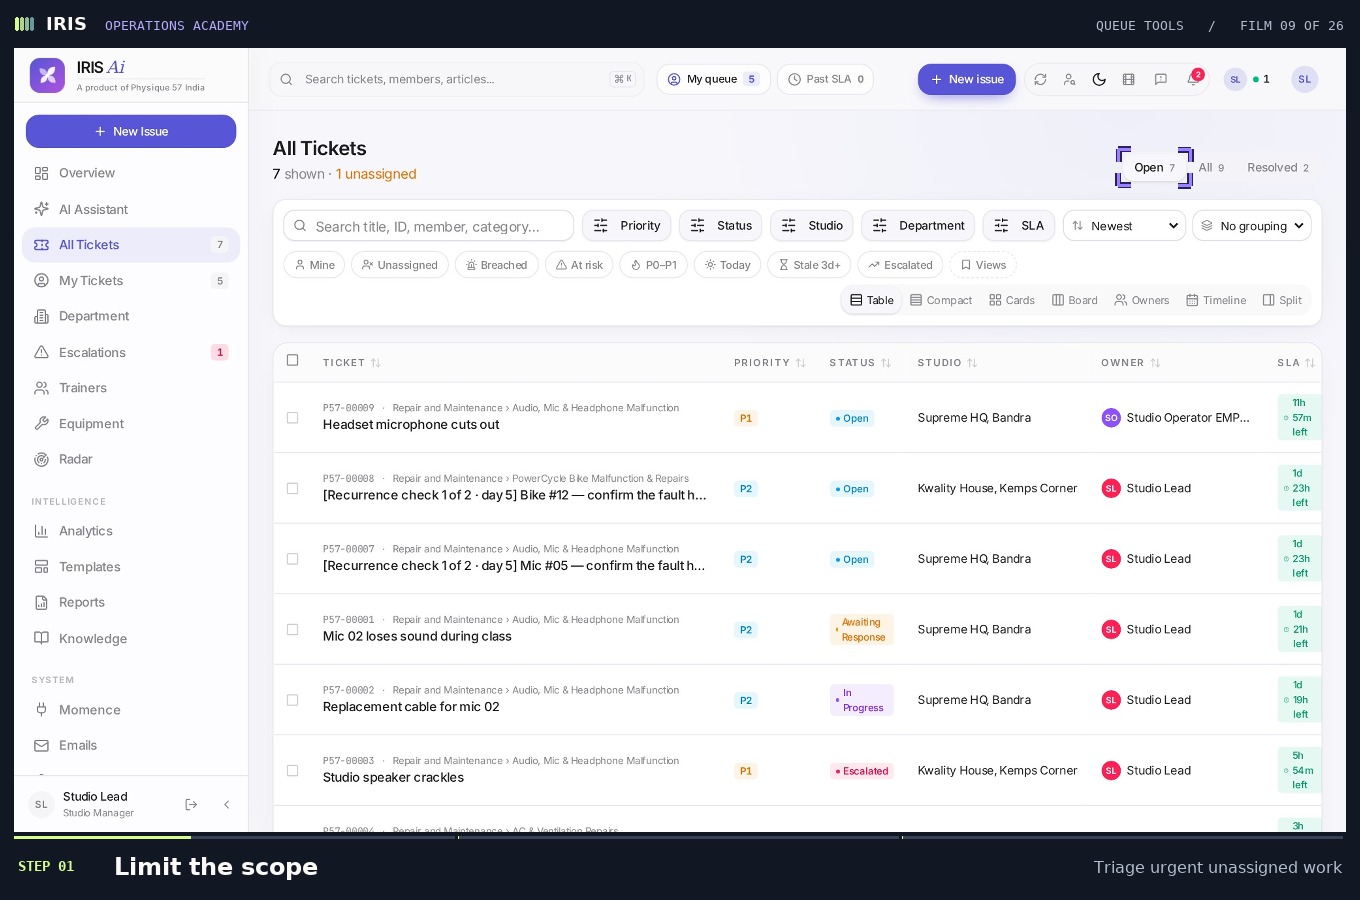 IRIS OPERATIONS ACADEMY
QUEUE TOOLS / FILM 09 OF 26
IRIS Ai
A product of Physique 57 India
Search tickets, members, articles...
⌘ K
My queue 5
Past SLA 0
+ New issue
2
SL 1
SL
+ New Issue
Overview
AI Assistant
All Tickets 7
My Tickets 5
Department
Escalations 1
Trainers
Equipment
Radar
INTELLIGENCE
Analytics
Templates
Reports
Knowledge
SYSTEM
Momence
Emails
SL Studio Lead
Studio Manager
All Tickets
7 shown · 1 unassigned
Open 7 All 9 Resolved 2
Search title, ID, member, category...
Priority
Status
Studio
Department
SLA
Newest
No grouping
Mine
Unassigned
Breached
At risk
P0–P1
Today
Stale 3d+
Escalated
Views
Table
Compact
Cards
Board
Owners
Timeline
Split
TICKET PRIORITY STATUS STUDIO OWNER SLA
P57-00009 · Repair and Maintenance › Audio, Mic & Headphone Malfunction
Headset microphone cuts out
P1
Open
Supreme HQ, Bandra
SO Studio Operator EMP...
11h
57m
left
P57-00008 · Repair and Maintenance › PowerCycle Bike Malfunction & Repairs
[Recurrence check 1 of 2 · day 5] Bike #12 — confirm the fault h...
P2
Open
Kwality House, Kemps Corner
SL Studio Lead
1d
23h
left
P57-00007 · Repair and Maintenance › Audio, Mic & Headphone Malfunction
[Recurrence check 1 of 2 · day 5] Mic #05 — confirm the fault h...
P2
Open
Supreme HQ, Bandra
SL Studio Lead
1d
23h
left
P57-00001 · Repair and Maintenance › Audio, Mic & Headphone Malfunction
Mic 02 loses sound during class
P2
Awaiting
Response
Supreme HQ, Bandra
SL Studio Lead
1d
21h
left
P57-00002 · Repair and Maintenance › Audio, Mic & Headphone Malfunction
Replacement cable for mic 02
P2
In
Progress
Supreme HQ, Bandra
SL Studio Lead
1d
19h
left
P57-00003 · Repair and Maintenance › Audio, Mic & Headphone Malfunction
Studio speaker crackles
P1
Escalated
Kwality House, Kemps Corner
SL Studio Lead
5h
54m
left
P57-00004 · Repair and Maintenance › AC & Ventilation Repairs
3h
STEP 01 Limit the scope
Triage urgent unassigned work